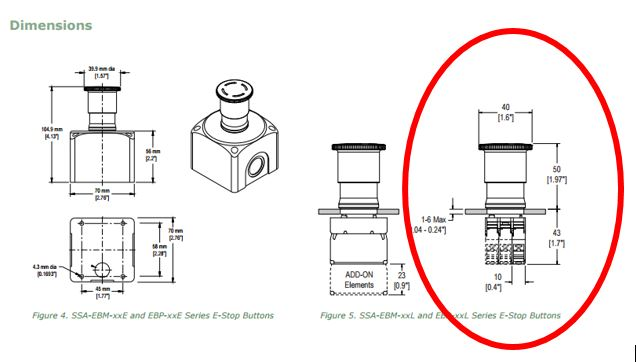 Dimensions
39.9 mm dia
[1.57"]
104.9 mm
[4.13"]
56 mm
[2.2"]
70 mm
[2.76"]
70 mm
[2.76"]
58 mm
[2.28"]
4.3 mm dia
[0.1693"]
45 mm
[1.77"]
40
[1.6"]
50
[1.97"]
1-6 Max
.04 - 0.24")
43
[1.7"]
ADD-ON
Elements
23
[0.9"]
10
[0.4"]
Figure 4. SSA-EBM-xxE and EBP-xxE Series E-Stop Buttons
Figure 5. SSA-EBM-xxL and EB -xxL Series E-Stop Buttons